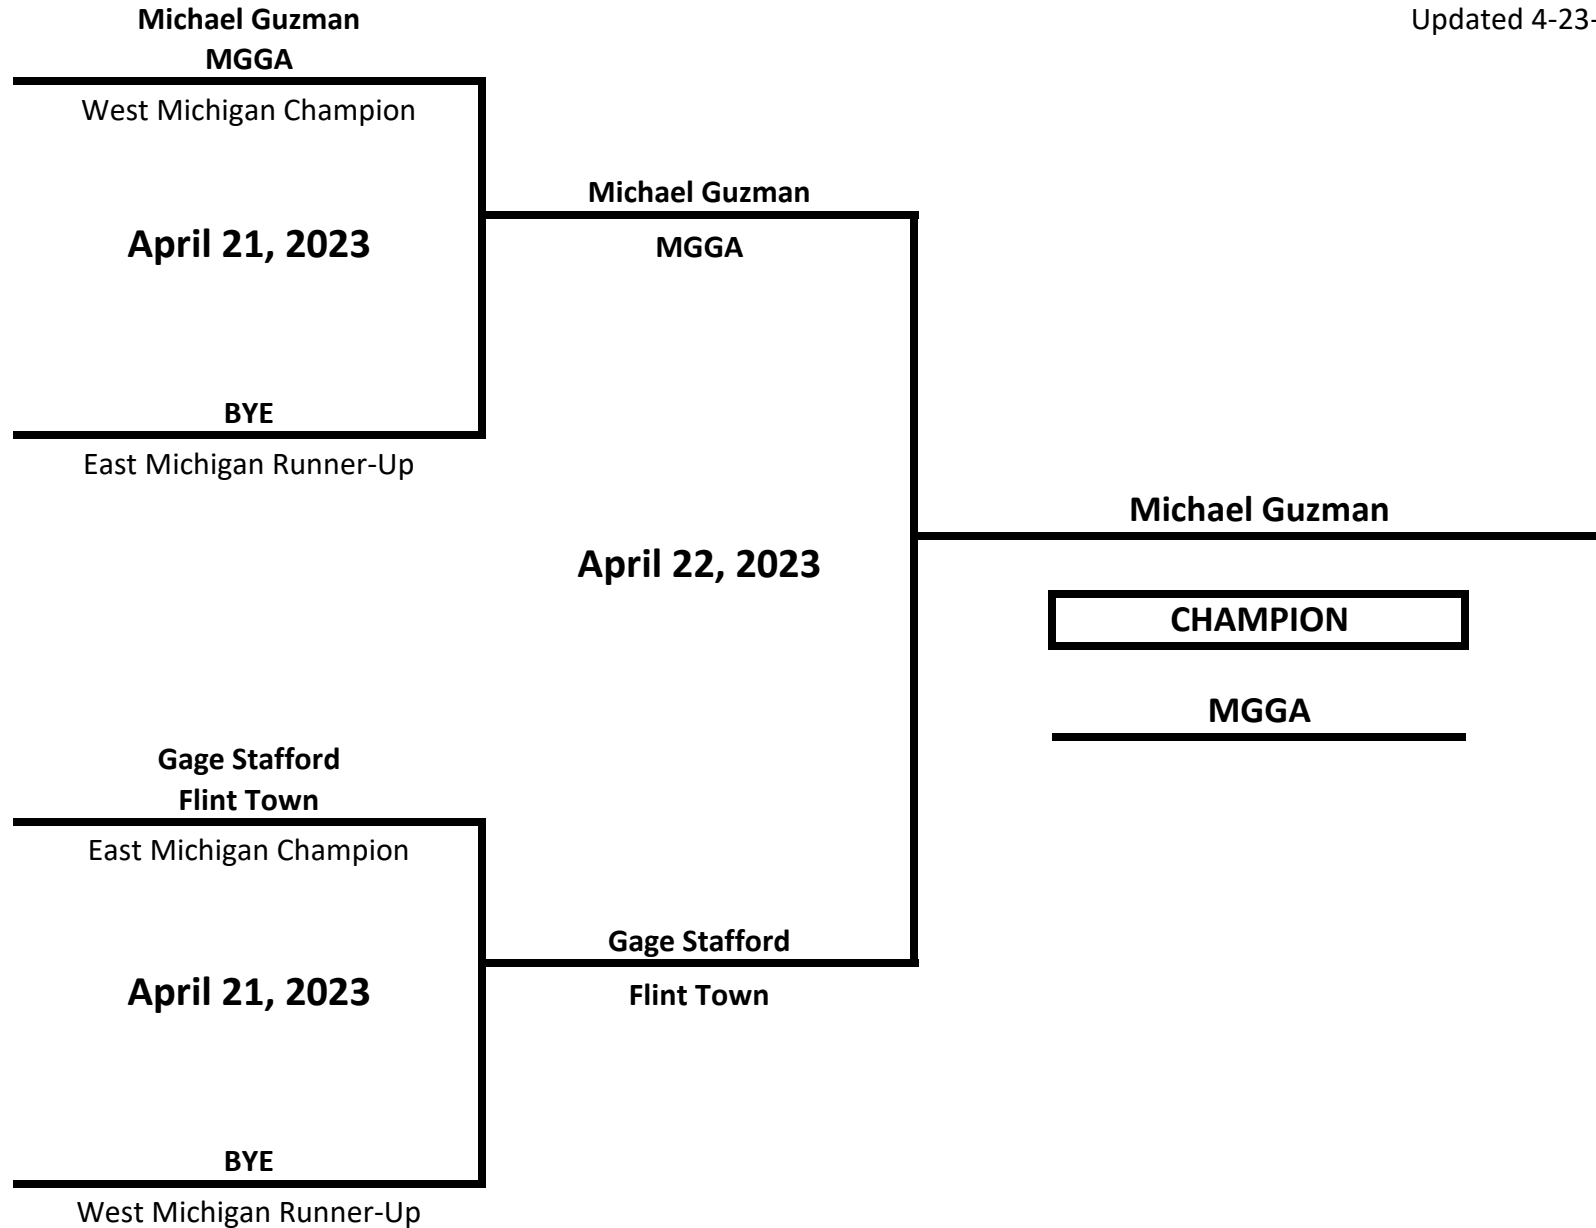 Michael Guzman
MGGA
Updated 4-23-
West Michigan Champion
Michael Guzman
April 21, 2023
MGGA
BYE
East Michigan Runner-Up
Michael Guzman
April 22, 2023
CHAMPION
MGGA
Gage Stafford
Flint Town
East Michigan Champion
Gage Stafford
April 21, 2023
Flint Town
BYE
West Michigan Runner-Up